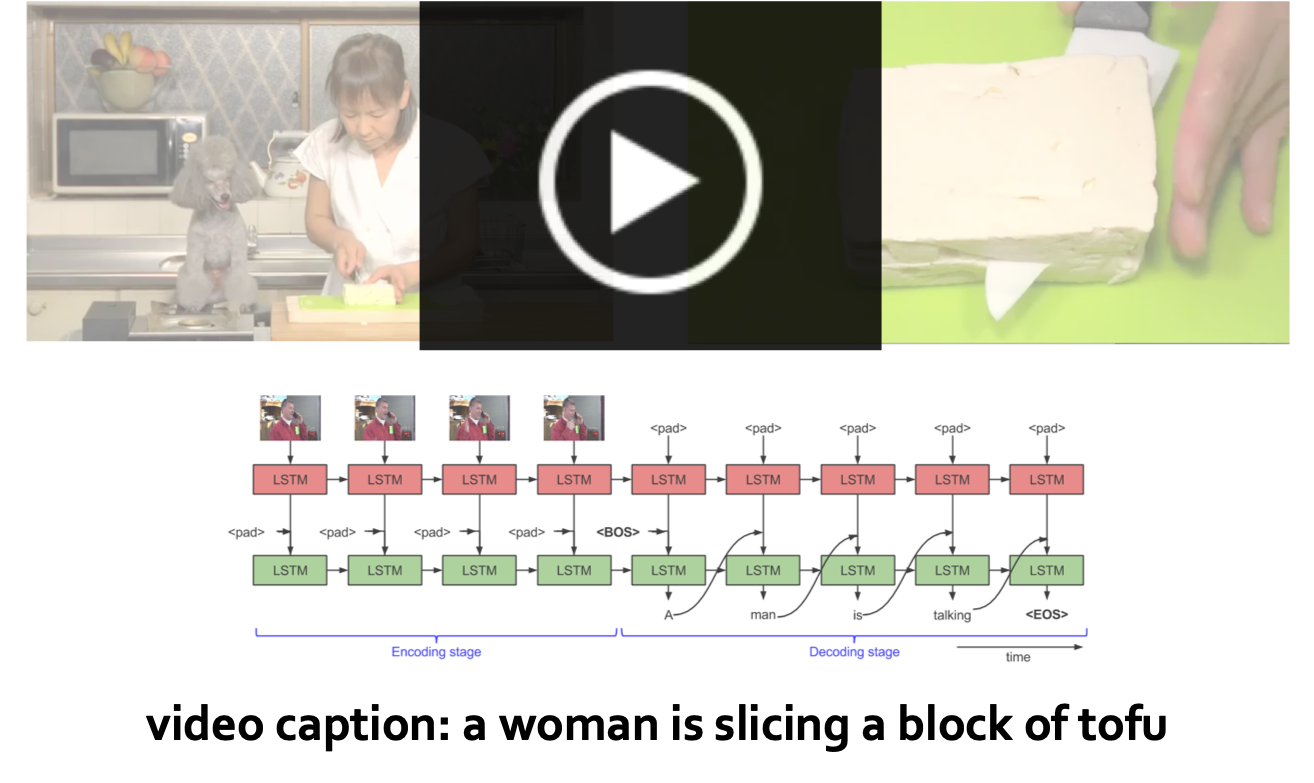 <pad> <pad> <pad> <pad> <pad>
LSTM LSTM LSTM LSTM LSTM LSTM LSTM LSTM LSTM
<pad> <pad> <pad> <pad> <BOS>
LSTM LSTM LSTM LSTM LSTM LSTM LSTM LSTM LSTM
A man is talking <EOS>
Encoding stage Decoding stage time
video caption: a woman is slicing a block of tofu